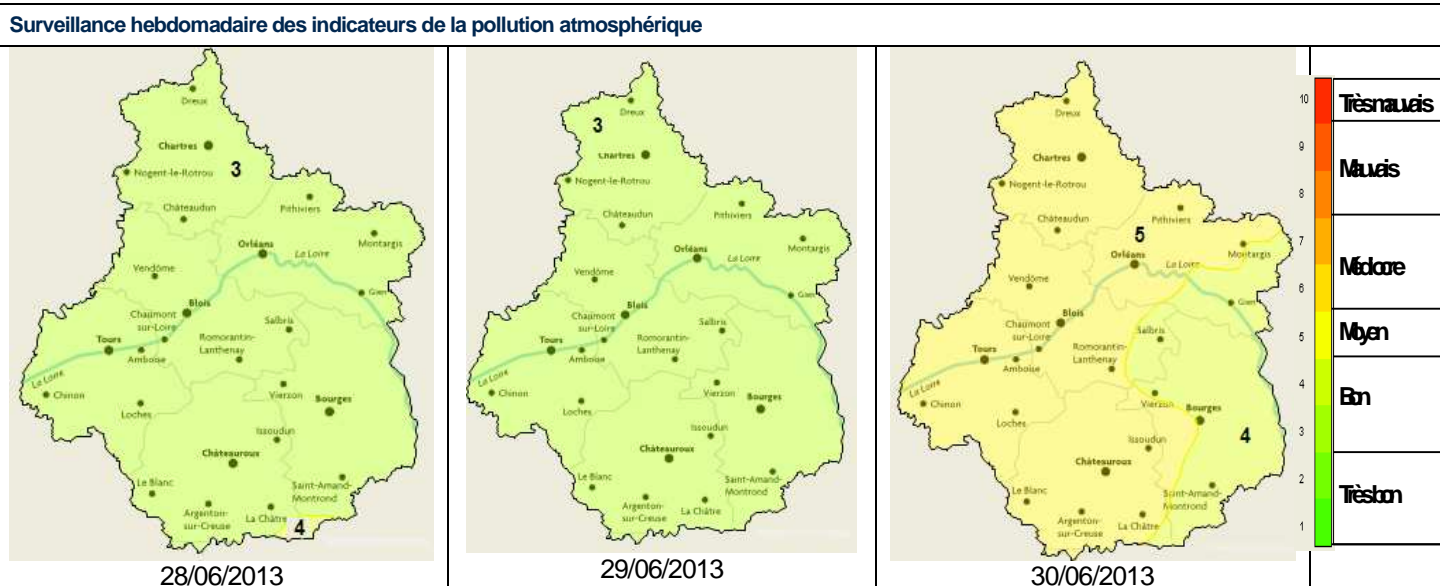 Surveillance hebdomadaire des indicateurs de la pollution atmosphérique
Dreux
Chartres
3
Nogent-le-Rotrou
Châteaudun
Pithiviers
Orléans
La Loire
Montargis
Vendôme
Blois
Gien
Chaumont
sur-Loire
Salbris
Tours
Amboise
Romorantin-
Lanthenay
La Loire
Chinon
Loches
Vierzon
Bourges
Issoudun
Châteauroux
Le Blanc
Saint-Amand-
Montrond
Argenton-
sur-Creuse
La Châtre
4
28/06/2013
3
Dreux
Chartres
Nogent-le-Rotrou
Châteaudun
Pithiviers
Orléans
La Loire
Montargis
Vendôme
Blois
Gien
Chaumont
sur-Loire
Salbris
Tours
Amboise
Romorantin-
Lanthenay
La Loire
Chinon
Loches
Vierzon
Bourges
Issoudun
Châteauroux
Le Blanc
Saint-Amand-
Montrond
Argenton-
sur-Creuse
La Châtre
29/06/2013
Dreux
Chartres
Nogent-le-Rotrou
Châteaudun
Pithiviers
5
Orléans
La Loire
Montargis
Vendôme
Blois
Gien
Chaumont
sur-Loire
Salbris
Tours
Amboise
Romorantin-
Lanthenay
La Loire
Chinon
Loches
Vierzon
Bourges
4
Issoudun
Châteauroux
Le Blanc
Saint-Amand-
Montrond
Argenton-
sur-Creuse
La Châtre
30/06/2013
10
Très mauvais
9
Mauvais
8
7
Médiocre
6
5
Moyen
4
Bon
3
2
Très bon
1